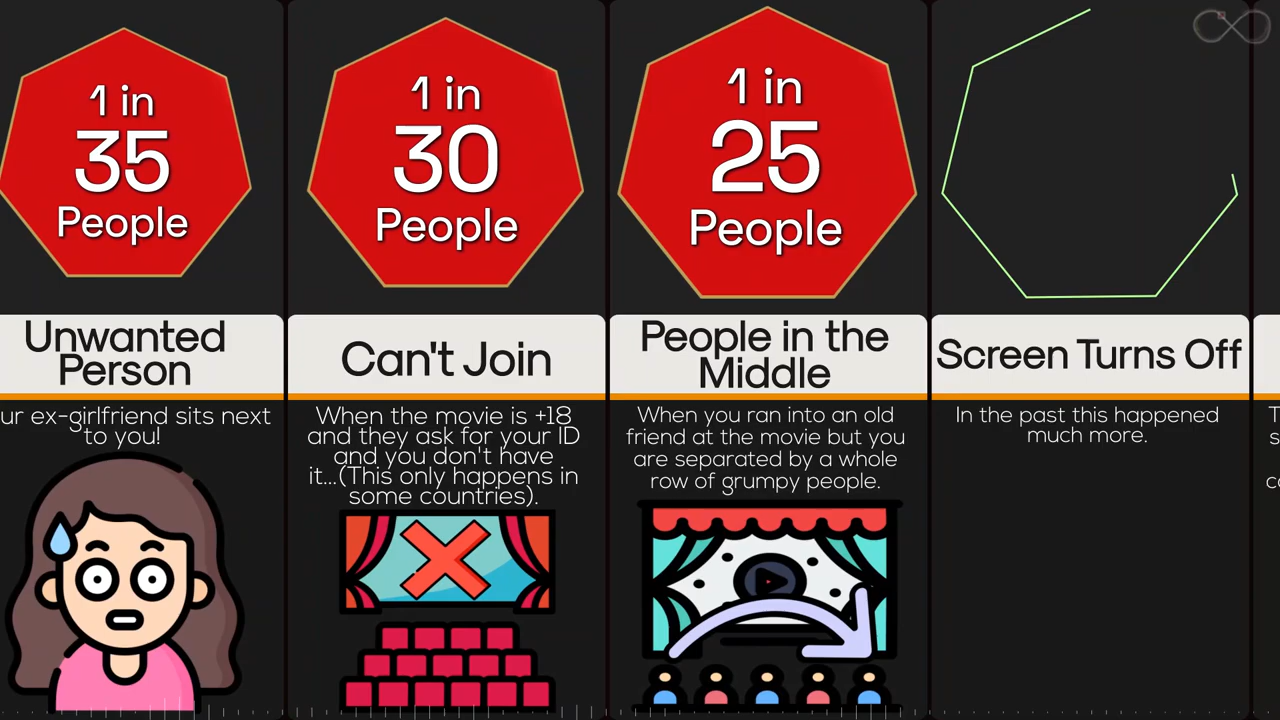 1 in
35
People
Unwanted
Person
ur ex-girlfriend sits next
to you!
1 in
30
People
Can't Join
When the movie is +18
and they ask for your ID
and you don't have
it...(This only happens in
some countries).
1 in
25
People
People in the
Middle
When you ran into an old
friend at the movie but you
are separated by a whole
row of grumpy people.
Screen Turns Off
In the past this happened
much more.